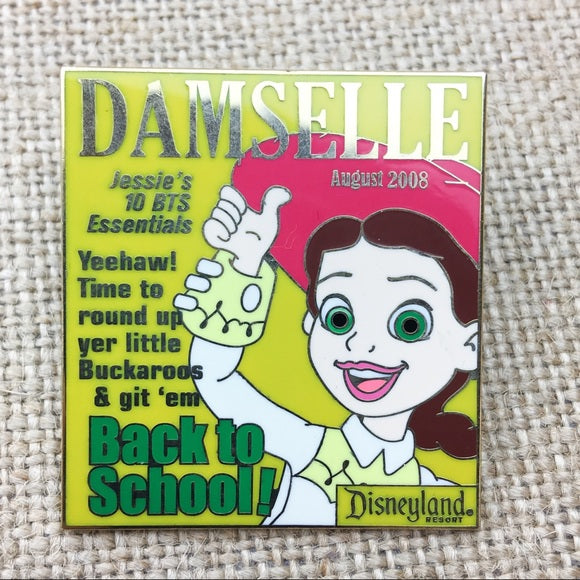 DAMSELLE
August 2008
Jessie's
10 BTS
Essentials
Yeehaw!
Time to
round up
yer little
Buckaroos
& git 'em
Back to
School!
Disneyland®
RESORT